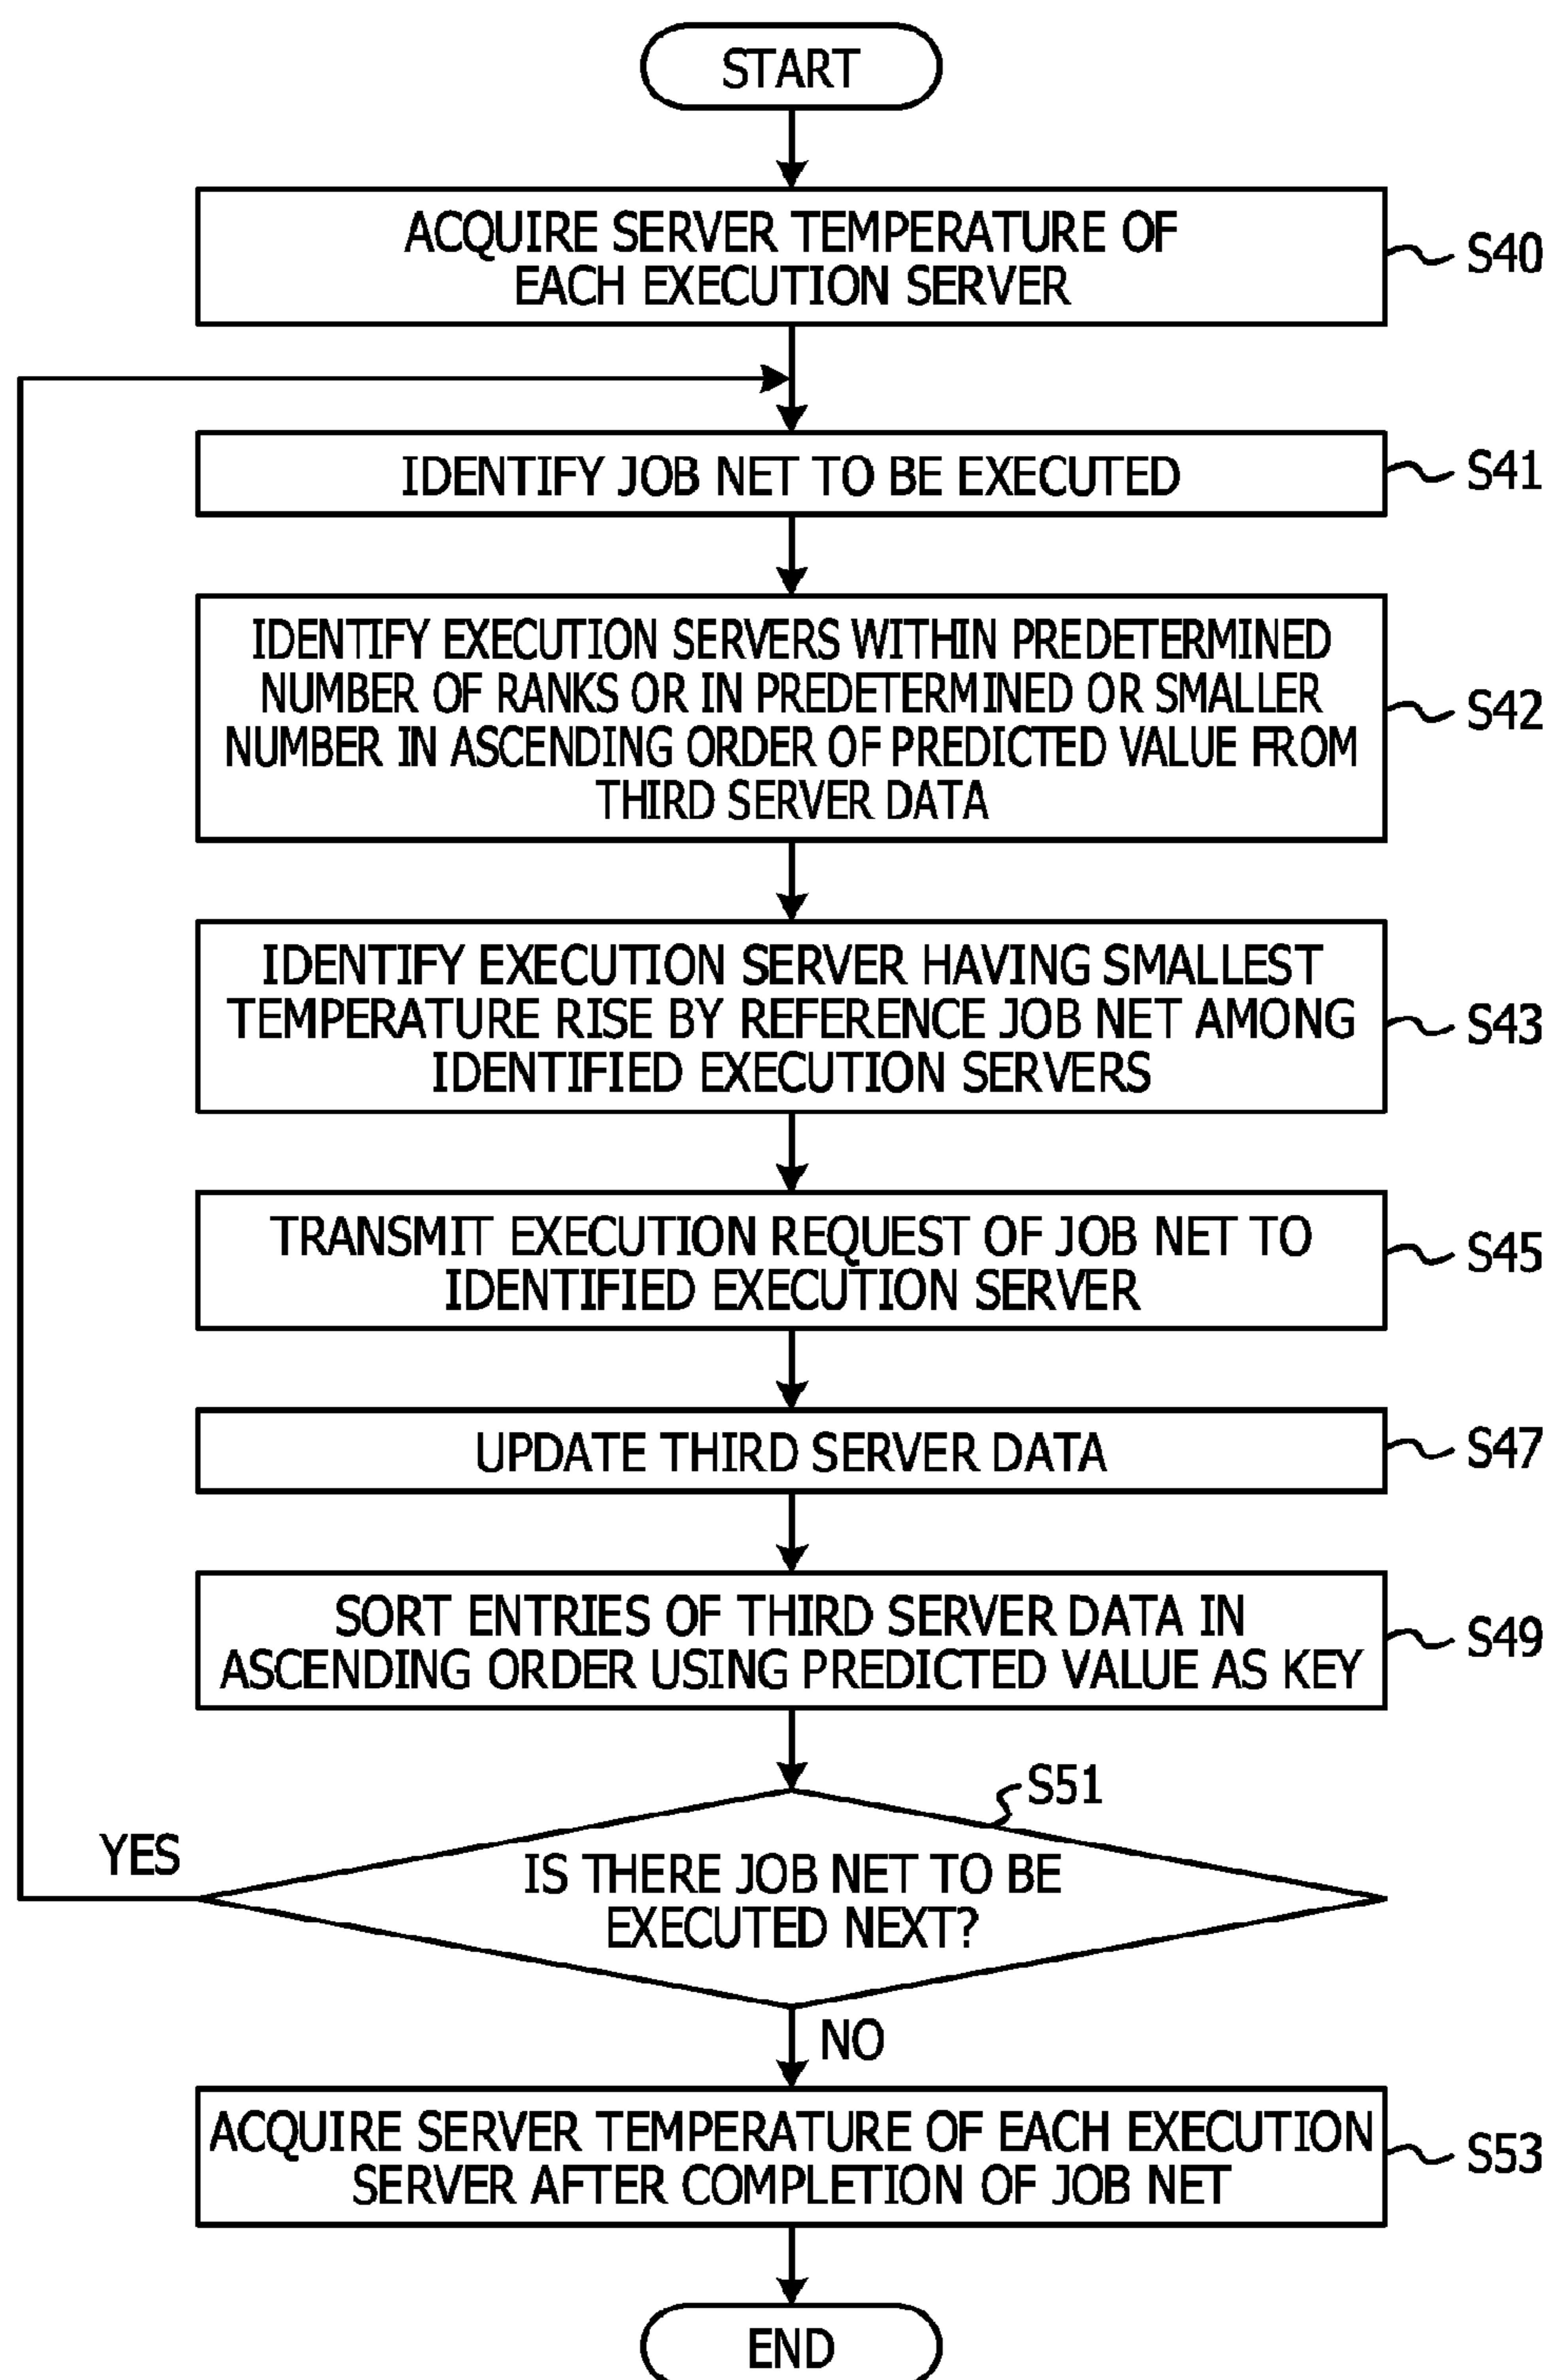 START
ACQUIRE SERVER TEMPERATURE OF
EACH EXECUTION SERVER
S40
IDENTIFY JOB NET TO BE EXECUTED
S41
IDENTIFY EXECUTION SERVERS WITHIN PREDETERMINED
NUMBER OF RANKS OR IN PREDETERMINED OR SMALLER
NUMBER IN ASCENDING ORDER OF PREDICTED VALUE FROM
THIRD SERVER DATA
S42
IDENTIFY EXECUTION SERVER HAVING SMALLEST
TEMPERATURE RISE BY REFERENCE JOB NET AMONG
IDENTIFIED EXECUTION SERVERS
S43
TRANSMIT EXECUTION REQUEST OF JOB NET TO
IDENTIFIED EXECUTION SERVER
S45
UPDATE THIRD SERVER DATA
S47
SORT ENTRIES OF THIRD SERVER DATA IN
ASCENDING ORDER USING PREDICTED VALUE AS KEY
S49
S51
YES
IS THERE JOB NET TO BE
EXECUTED NEXT?
NO
ACQUIRE SERVER TEMPERATURE OF EACH EXECUTION
SERVER AFTER COMPLETION OF JOB NET
S53
END